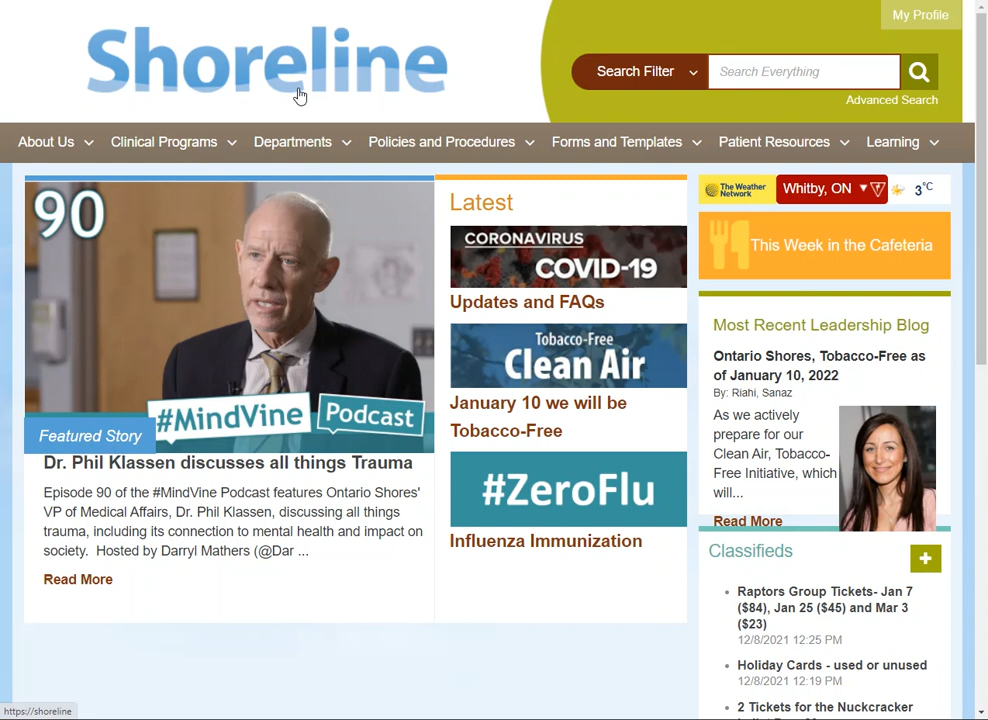 My Profile
Shoreline
Search Filter
Search Everything
Advanced Search
About Us
Clinical Programs
Departments
Policies and Procedures
Forms and Templates
Patient Resources
Learning
90
#MindVine Podcast
Featured Story
Dr. Phil Klassen discusses all things Trauma
Episode 90 of the #MindVine Podcast features Ontario Shores'
VP of Medical Affairs, Dr. Phil Klassen, discussing all things
trauma, including its connection to mental health and impact on
society. Hosted by Darryl Mathers (@Dar ...
Read More
Latest
CORONAVIRUS
COVID-19
Updates and FAQs
Tobacco-Free
Clean Air
January 10 we will be
Tobacco-Free
#ZeroFlu
Influenza Immunization
The Weather
Network
Whitby, ON
3°C
This Week in the Cafeteria
Most Recent Leadership Blog
Ontario Shores, Tobacco-Free as
of January 10, 2022
By: Riahi, Sanaz
As we actively
prepare for our
Clean Air, Tobacco-
Free Initiative, which
will...
Read More
Classifieds
+
Raptors Group Tickets- Jan 7
($84), Jan 25 ($45) and Mar 3
($23)
12/8/2021 12:25 PM
Holiday Cards - used or unused
12/8/2021 12:19 PM
2 Tickets for the Nuckcracker
https://shoreline